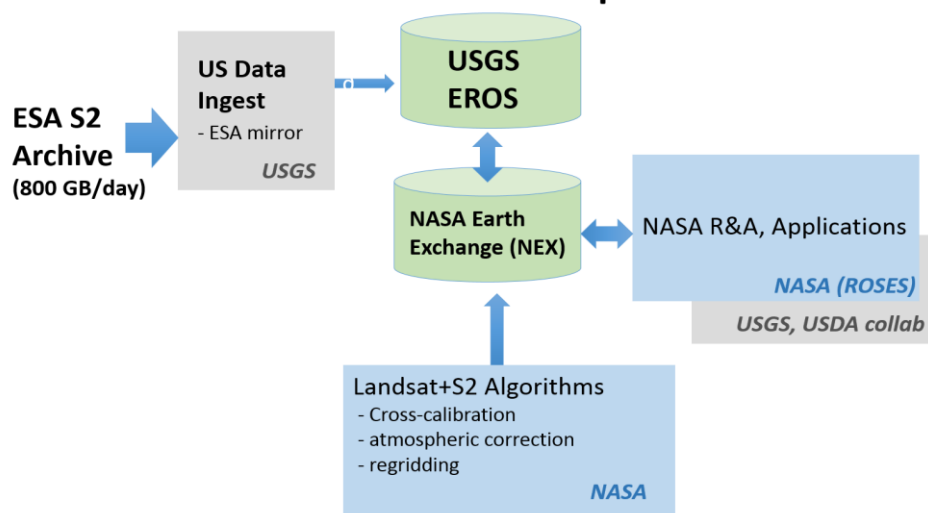 ESA S2
Archive
(800 GB/day)
US Data
Ingest
- ESA mirror
USGS
d
USGS
EROS
NASA Earth
Exchange (NEX)
NASA R&A, Applications
NASA (ROSES)
USGS, USDA collab
Landsat+S2 Algorithms
- Cross-calibration
- atmospheric correction
- regridding
NASA